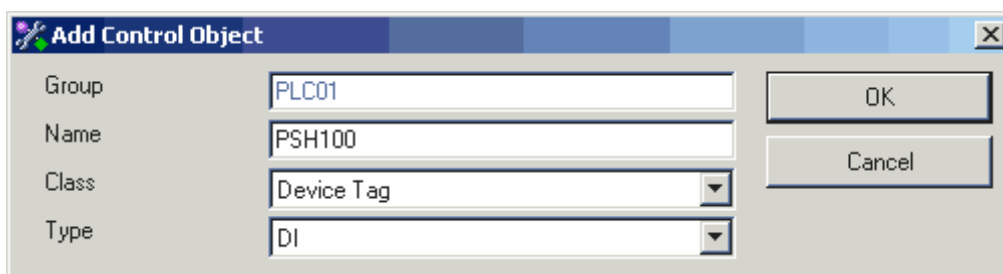 Add Control Object
Group PLC01 OK
Name PSH100
Class Device Tag Cancel
Type DI